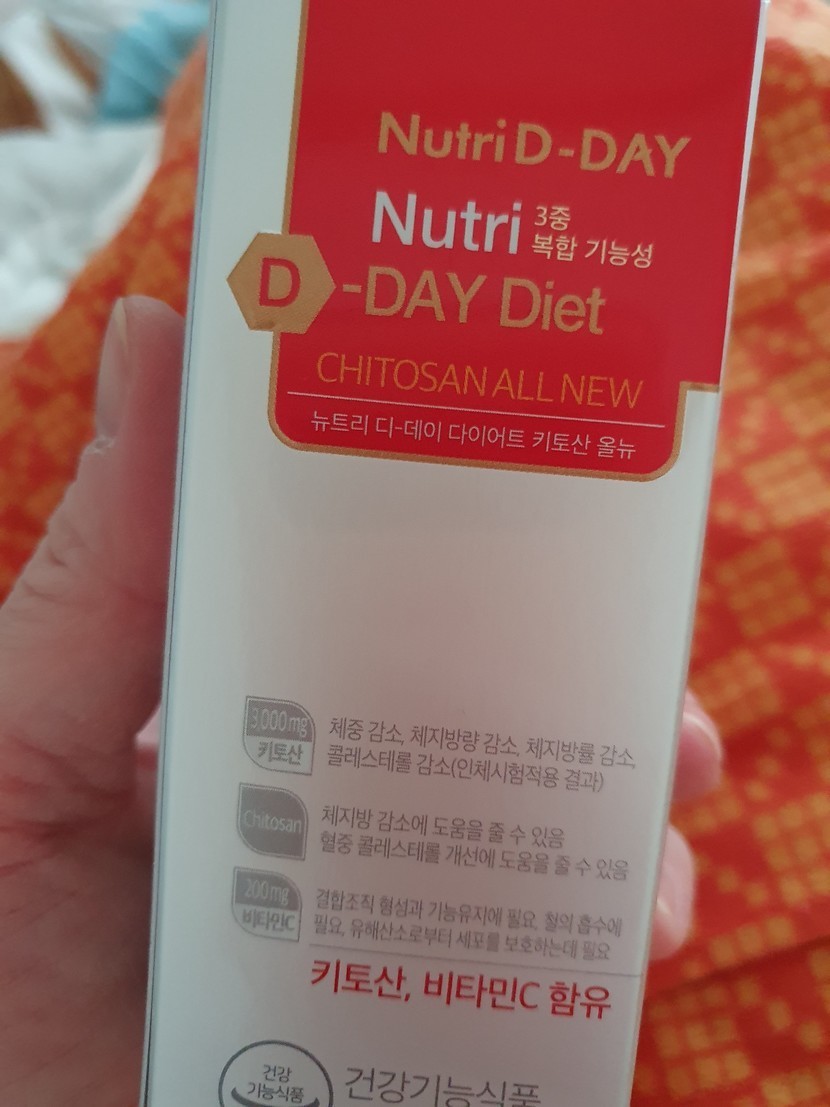 Nutri D-DAY
Nutri 3중
복합 기능성
D-DAY Diet
CHITOSAN ALL NEW
뉴트리 디-데이 다이어트 키토산 올뉴
3,000mg
키토산
체중 감소, 체지방량 감소, 체지방률 감소,
콜레스테롤 감소(인체시험적용 결과)
Chitosan
체지방 감소에 도움을 줄 수 있음
혈중 콜레스테롤 개선에 도움을 줄 수 있음
200mg
비타민C
결합조직 형성과 기능유지에 필요, 철의 흡수에
필요, 유해산소로부터 세포를 보호하는데 필요
키토산, 비타민C 함유
건강
기능식품
건강기능식품